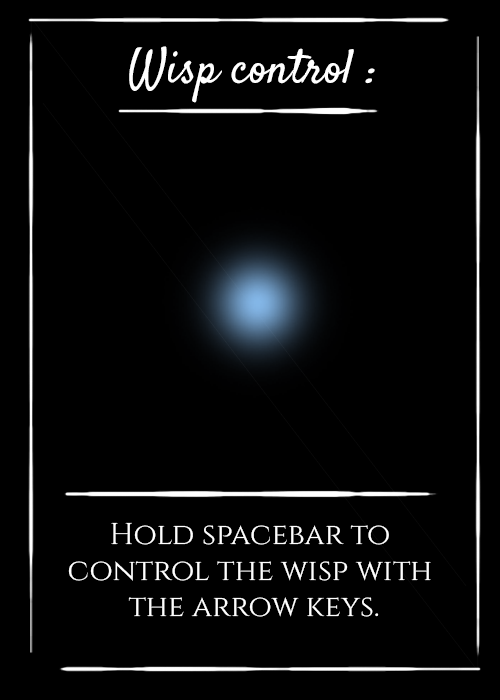 Wisp control :
Hold spacebar to
control the wisp with
the arrow keys.